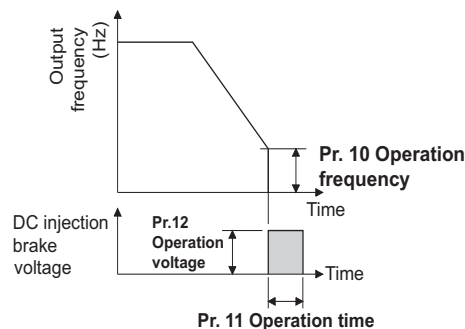 Output
frequency
(Hz)
Pr. 10 Operation
frequency
Time
DC injection
brake
voltage
Pr.12
Operation
voltage
Time
Pr. 11 Operation time